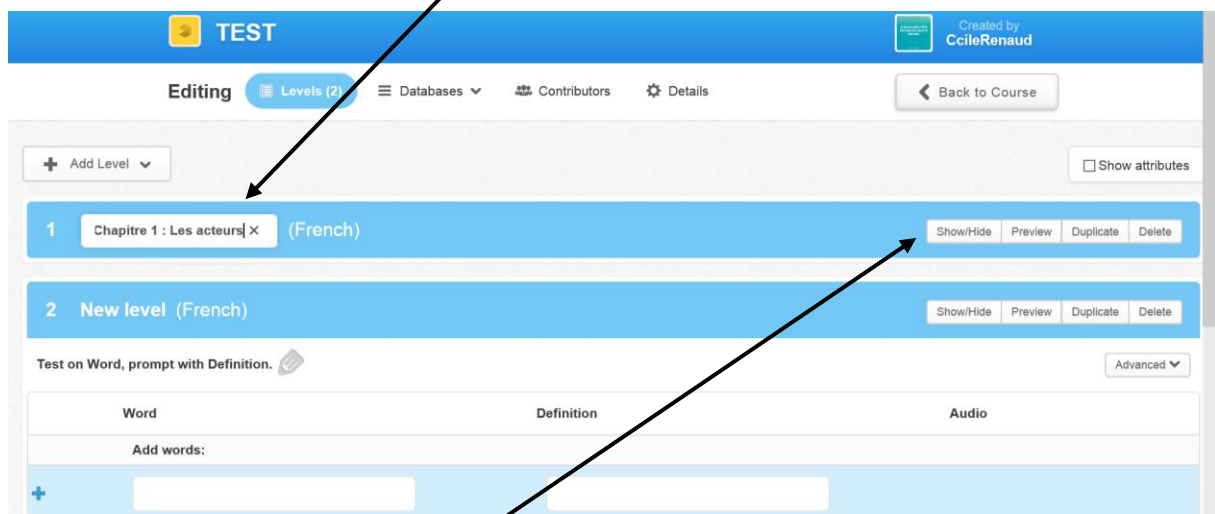 TEST
Created by
CcileRenaud
Editing Levels (2) Databases Contributors Details Back to Course
Add Level Show attributes
1 Chapitre 1 : Les acteurs × (French) Show/Hide Preview Duplicate Delete
2 New level (French) Show/Hide Preview Duplicate Delete
Test on Word, prompt with Definition. Advanced
Word Definition Audio
Add words: